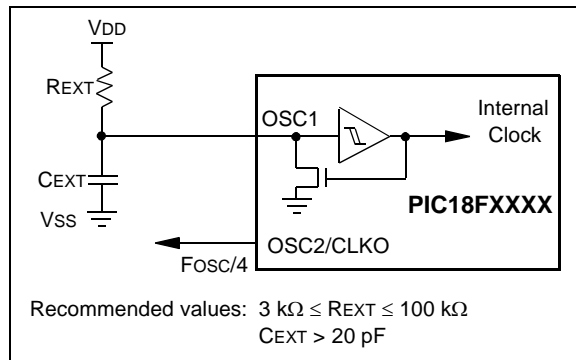 VDD
REXT
OSC1
Internal
Clock
CEXT
PIC18FXXXX
VSS
OSC2/CLKO
FOSC/4
Recommended values: 3 kΩ ≤ REXT ≤ 100 kΩ
CEXT > 20 pF